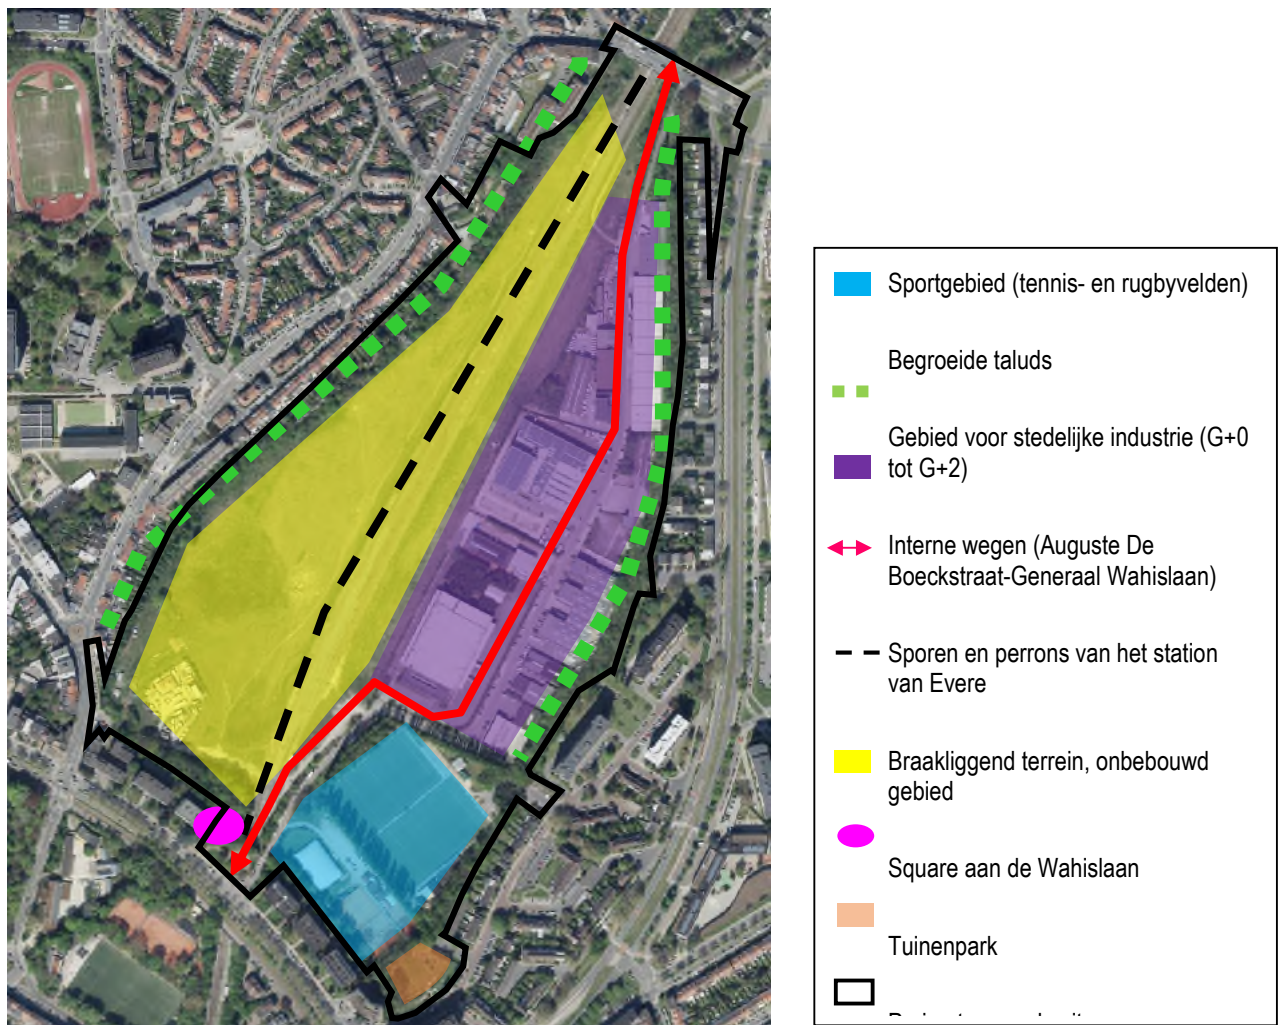 Sportgebied (tennis- en rugbyvelden)
Begroeide taluds
Gebied voor stedelijke industrie (G+0
tot G+2)
Interne wegen (Auguste De
Boeckstraat-Generaal Wahislaan)
Sporen en perrons van het station
van Evere
Braakliggend terrein, onbebouwd
gebied
Square aan de Wahislaan
Tuinenpark